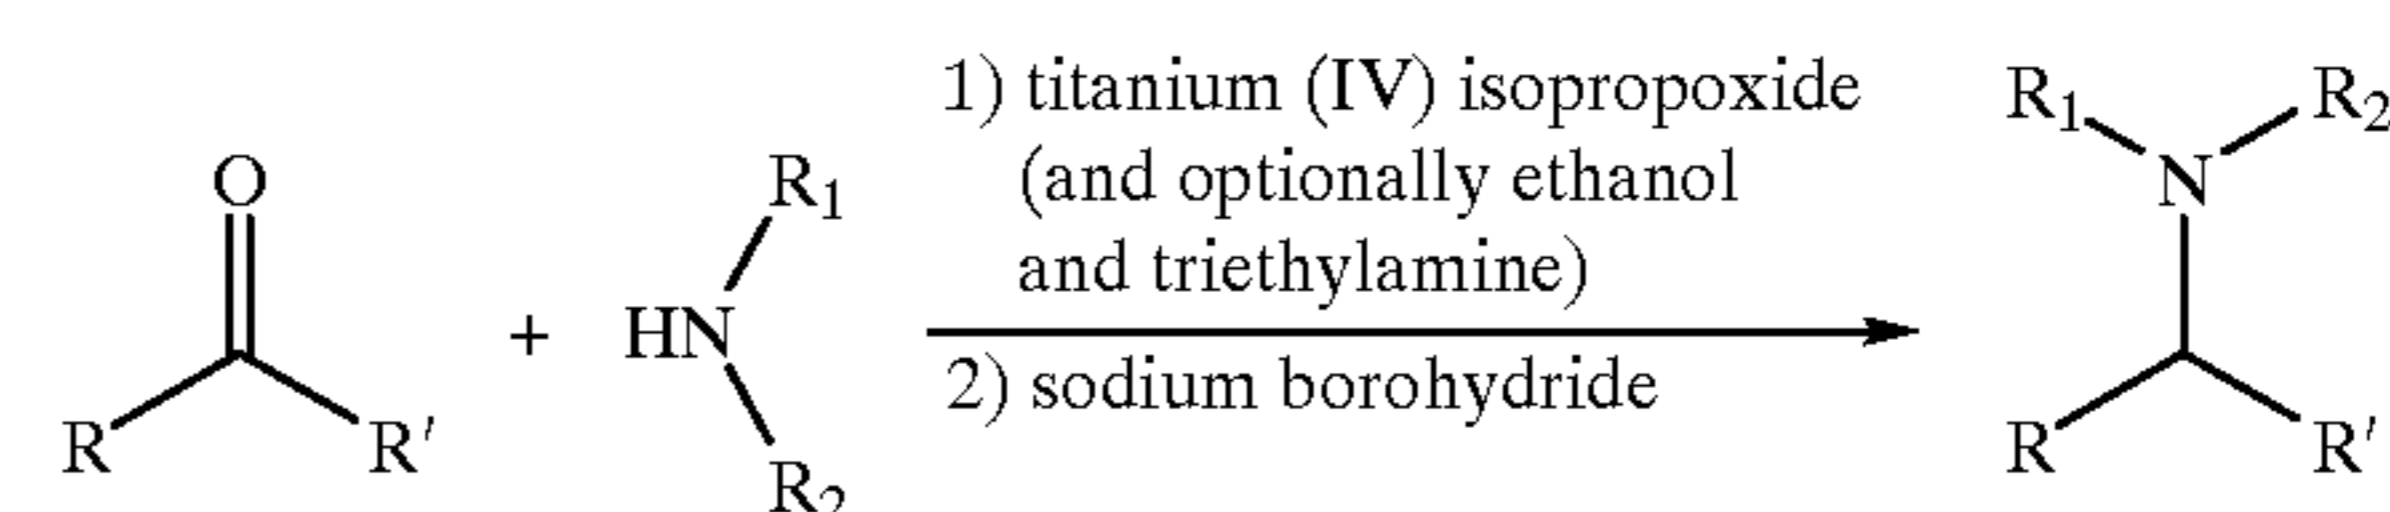 O
R
R'
+
HN
R1
R2
1) titanium (IV) isopropoxide
(and optionally ethanol
and triethylamine)
2) sodium borohydride
R1
R2
N
R
R'